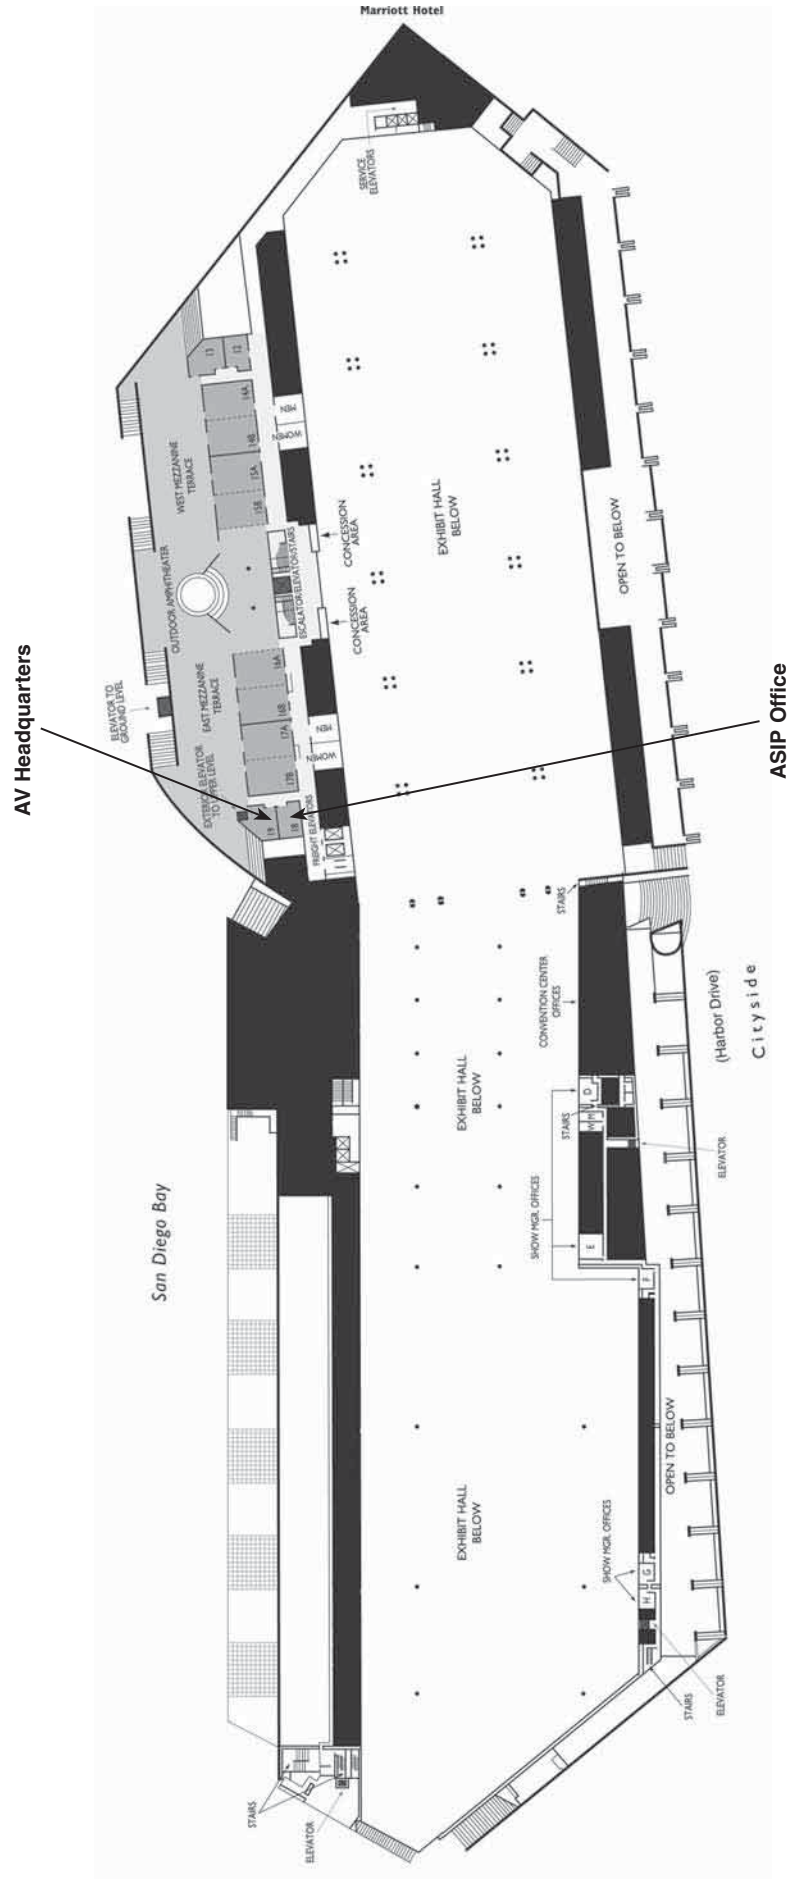 Marriott Hotel
SERVICE
ELEVATORS
13
12
14A
14B
15A
15B
MEN
WOMEN
WEST MEZZANINE
TERRACE
OUTDOOR AMPHITHEATER
ESCALATOR/ELEVATOR/STAIRS
CONCESSION
AREA
CONCESSION
AREA
EXHIBIT HALL
BELOW
OPEN TO BELOW
AV Headquarters
ELEVATOR TO
GROUND LEVEL
EAST MEZZANINE
TERRACE
EXTERIOR ELEVATOR
TO UPPER LEVEL
16A
16B
17A
17B
MEN
WOMEN
19
18
FREIGHT ELEVATORS
ASIP Office
STAIRS
CONVENTION CENTER
OFFICES
(Harbor Drive)
Cityside
EXHIBIT HALL
BELOW
D
STAIRS
W
M
ELEVATOR
SHOW MGR. OFFICES
E
F
San Diego Bay
OPEN TO BELOW
EXHIBIT HALL
BELOW
SHOW MGR. OFFICES
G
H
STAIRS
ELEVATOR
STAIRS
ELEVATOR